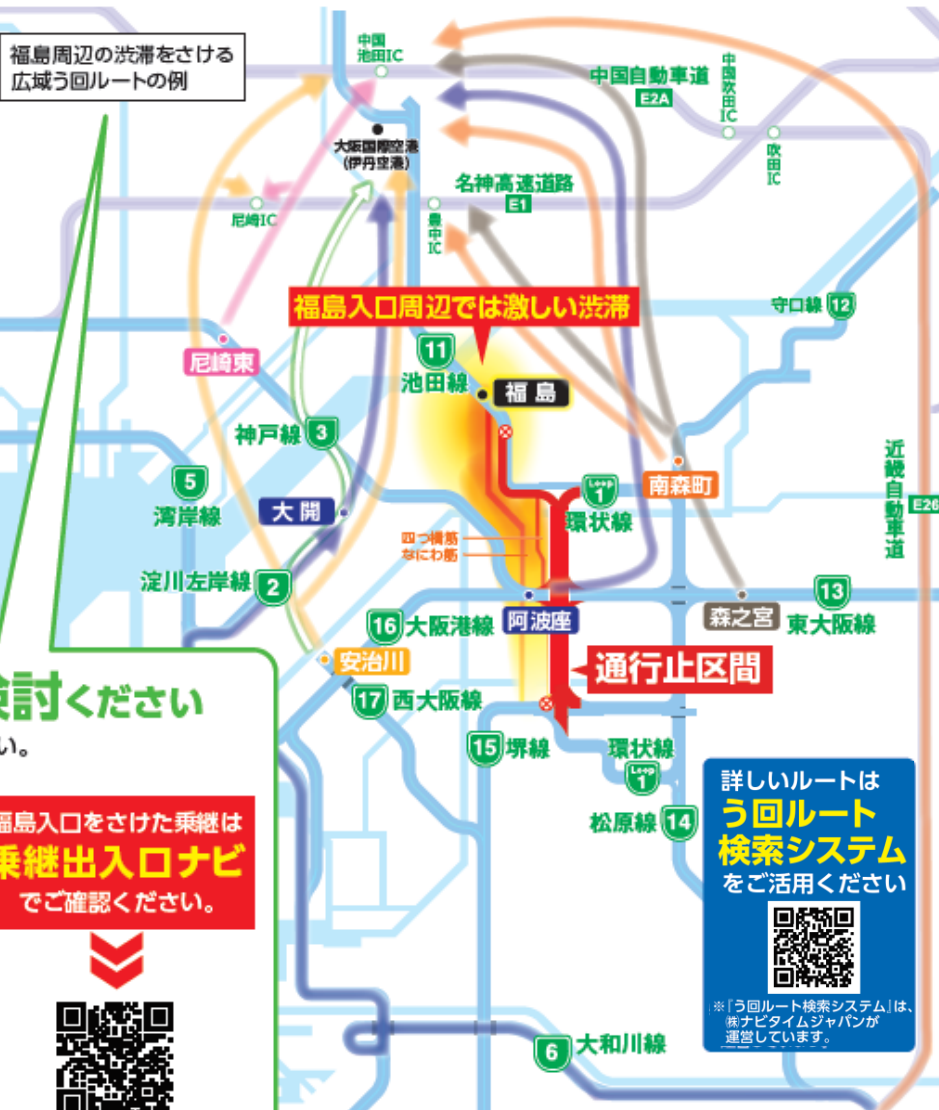 福島周辺の渋滞をさける
広域う回ルートの例
中国
池田IC
中国自動車道
E2A
中国吹田IC
吹田IC
大阪国際空港
(伊丹空港)
名神高速道路
E1
尼崎IC
豊中IC
福島入口周辺では激しい渋滞
守口線 12
11
池田線
福島
尼崎東
神戸線 3
近畿自動車道
E26
5
湾岸線
大開
Loop
1
環状線
南森町
四つ橋筋
なにわ筋
淀川左岸線 2
16 大阪港線
阿波座
森之宮
13
東大阪線
安治川
通行止区間
17 西大阪線
検討ください
い。
15 堺線
環状線
Loop
1
松原線 14
福島入口をさけた乗継は
乗継出入口ナビ
でご確認ください。
詳しいルートは
う回ルート
検索システム
をご活用ください
※『う回ルート検索システム』は、
㈱ナビタイムジャパンが
運営しています。
6 大和川線